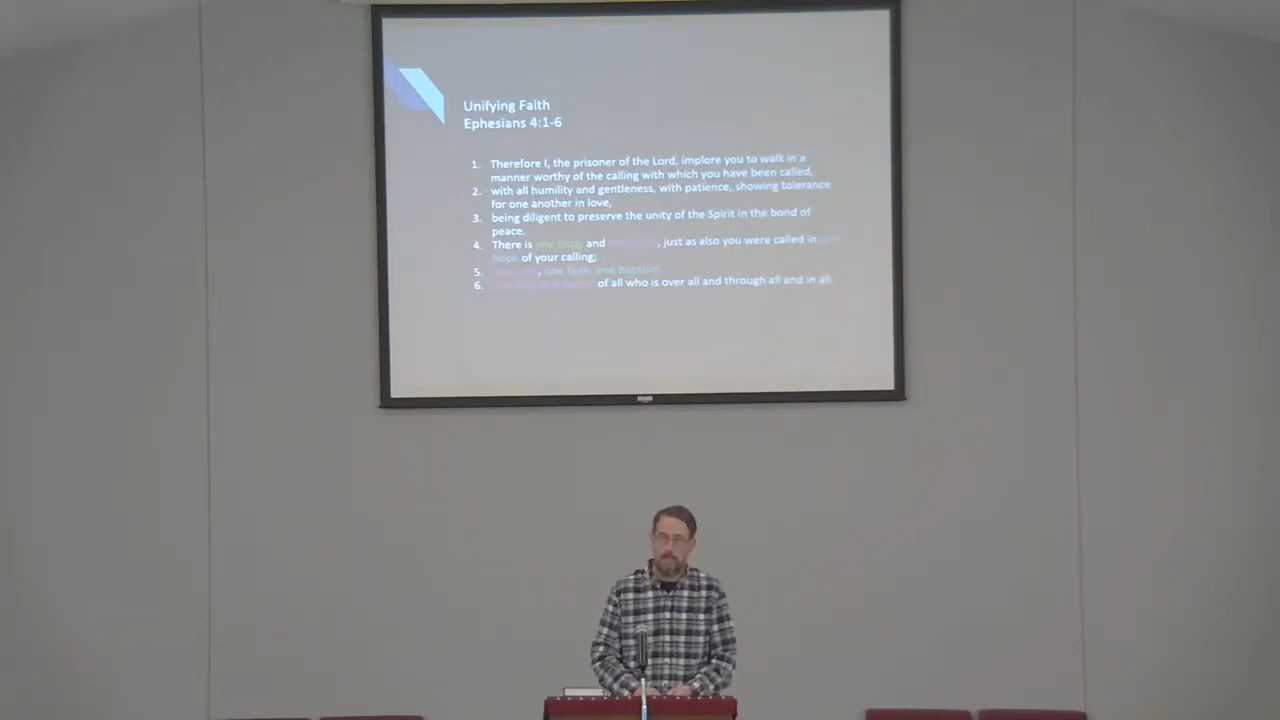 Unifying Faith
Ephesians 4:1-6
1. Therefore I, the prisoner of the Lord, implore you to walk in a
manner worthy of the calling with which you have been called,
2. with all humility and gentleness, with patience, showing tolerance
for one another in love,
3. being diligent to preserve the unity of the Spirit in the bond of
peace.
4. There is one body and , just as also you were called in one
hope of your calling;
5. , one faith, one baptism,
6. of all who is over all and through all and in all